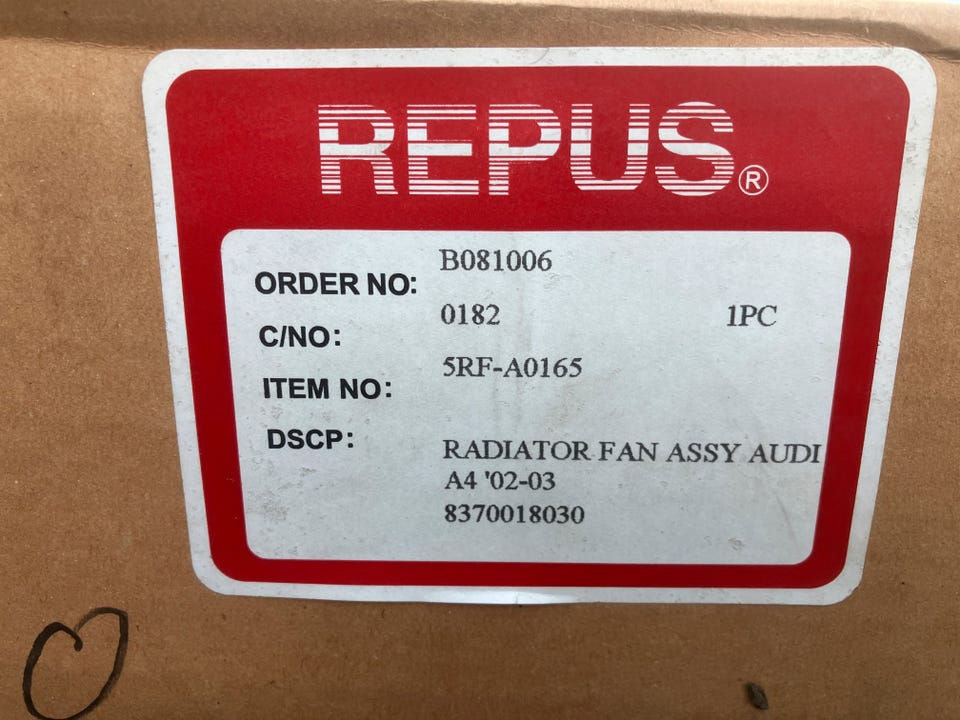 REPUS®
ORDER NO: B081006
C/NO: 0182 1PC
ITEM NO: 5RF-A0165
DSCP: RADIATOR FAN ASSY AUDI
A4 '02-03
8370018030